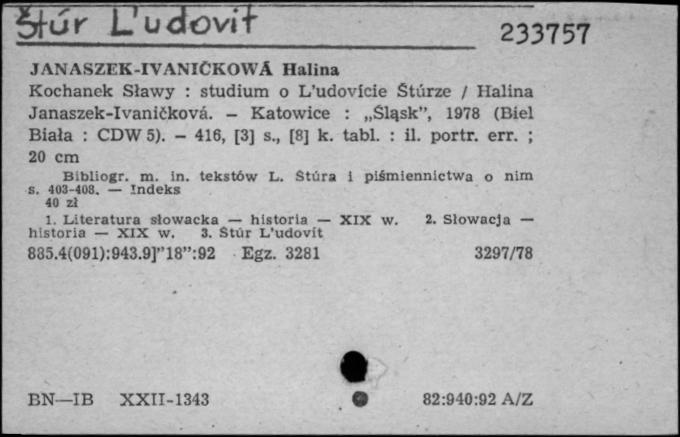 Štúr L'udovit
233757
JANASZEK-IVANIČKOWÁ Halina
Kochanek Sławy : studium o L'udovície Štúrze / Halina
Janaszek-Ivaničková. – Katowice : „Śląsk”, 1978 (Biel
Biała : CDW 5). – 416, [3] s., [8] k. tabl. : il. portr. err. ;
20 cm
Bibliogr. m. in. tekstów L. Štúra i piśmiennictwa o nim
s. 403-408. — Indeks
40 zł
1. Literatura słowacka — historia — XIX w. 2. Słowacja —
historia — XIX w. 3. Štúr L'udovít
885.4(091):943.9]”18”:92 Egz. 3281 3297/78
BN—IB XXII-1343 82:940:92 A/Z